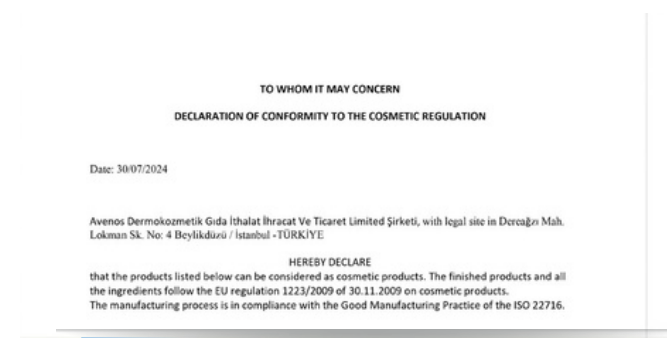 TO WHOM IT MAY CONCERN
DECLARATION OF CONFORMITY TO THE COSMETIC REGULATION
Date: 30/07/2024
Avenos Dermokozmetik Gıda İthalat İhracat Ve Ticaret Limited Şirketi, with legal site in Dereağzı Mah.
Lokman Sk. No: 4 Beylikdüzü / İstanbul -TÜRKİYE
HEREBY DECLARE
that the products listed below can be considered as cosmetic products. The finished products and all
the ingredients follow the EU regulation 1223/2009 of 30.11.2009 on cosmetic products.
The manufacturing process is in compliance with the Good Manufacturing Practice of the ISO 22716.